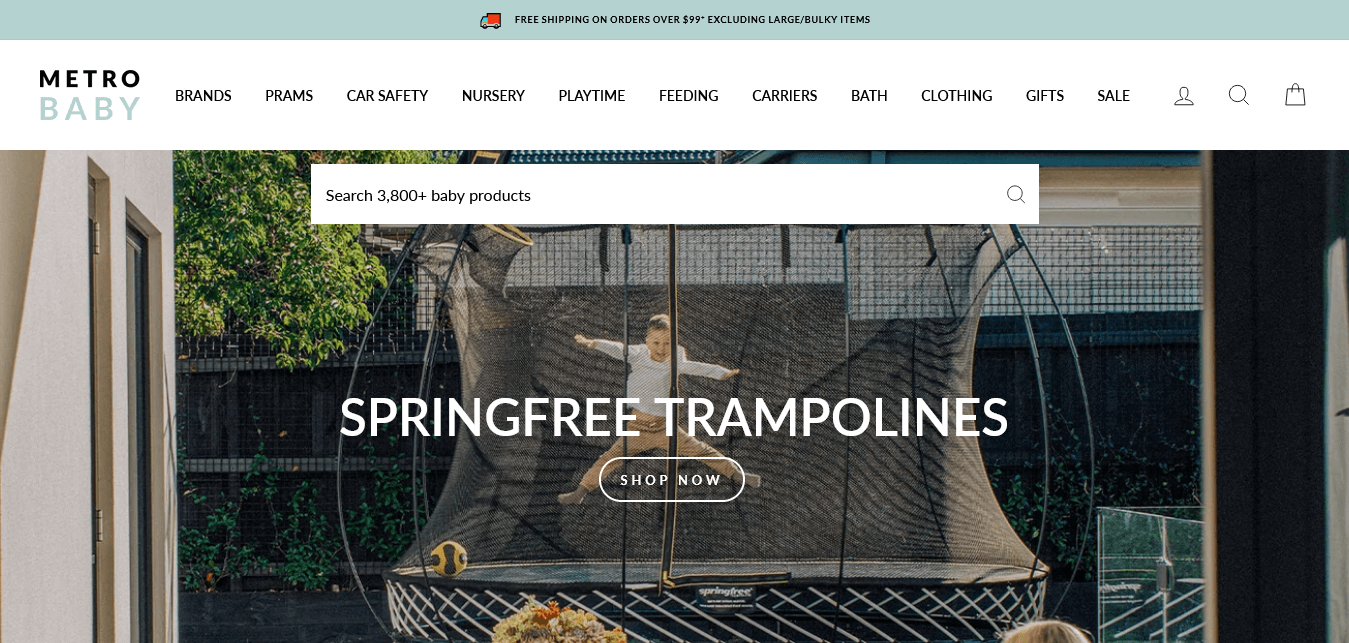 FREE SHIPPING ON ORDERS OVER $99* EXCLUDING LARGE/BULKY ITEMS
METRO
BABY
BRANDS PRAMS CAR SAFETY NURSERY PLAYTIME FEEDING CARRIERS BATH CLOTHING GIFTS SALE
Search 3,800+ baby products
SPRINGFREE TRAMPOLINES
SHOP NOW
springfree